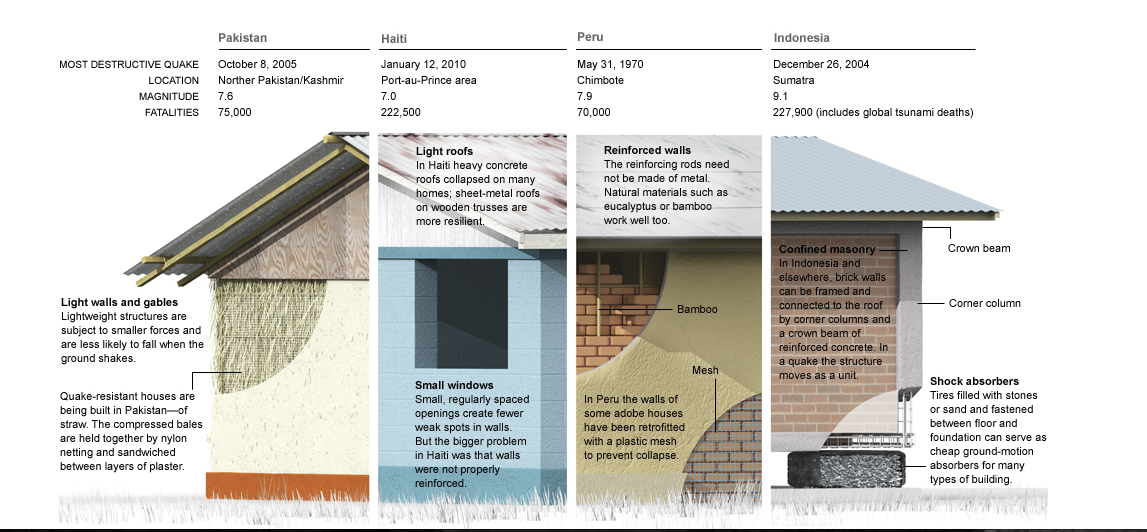 Pakistan
Haiti
Peru
Indonesia
MOST DESTRUCTIVE QUAKE
October 8, 2005
January 12, 2010
May 31, 1970
December 26, 2004
LOCATION
Norther Pakistan/Kashmir
Port-au-Prince area
Chimbote
Sumatra
MAGNITUDE
7.6
7.0
7.9
9.1
FATALITIES
75,000
222,500
70,000
227,900 (includes global tsunami deaths)
Light walls and gables
Lightweight structures are
subject to smaller forces and
are less likely to fall when the
ground shakes.
Quake-resistant houses are
being built in Pakistan—of
straw. The compressed bales
are held together by nylon
netting and sandwiched
between layers of plaster.
Light roofs
In Haiti heavy concrete
roofs collapsed on many
homes; sheet-metal roofs
on wooden trusses are
more resilient.
Small windows
Small, regularly spaced
openings create fewer
weak spots in walls.
But the bigger problem
in Haiti was that walls
were not properly
reinforced.
Reinforced walls
The reinforcing rods need
not be made of metal.
Natural materials such as
eucalyptus or bamboo
work well too.
Bamboo
Mesh
In Peru the walls of
some adobe houses
have been retrofitted
with a plastic mesh
to prevent collapse.
Confined masonry
In Indonesia and
elsewhere, brick walls
can be framed and
connected to the roof
by corner columns and
a crown beam of
reinforced concrete. In
a quake the structure
moves as a unit.
Crown beam
Corner column
Shock absorbers
Tires filled with stones
or sand and fastened
between floor and
foundation can serve as
cheap ground-motion
absorbers for many
types of building.